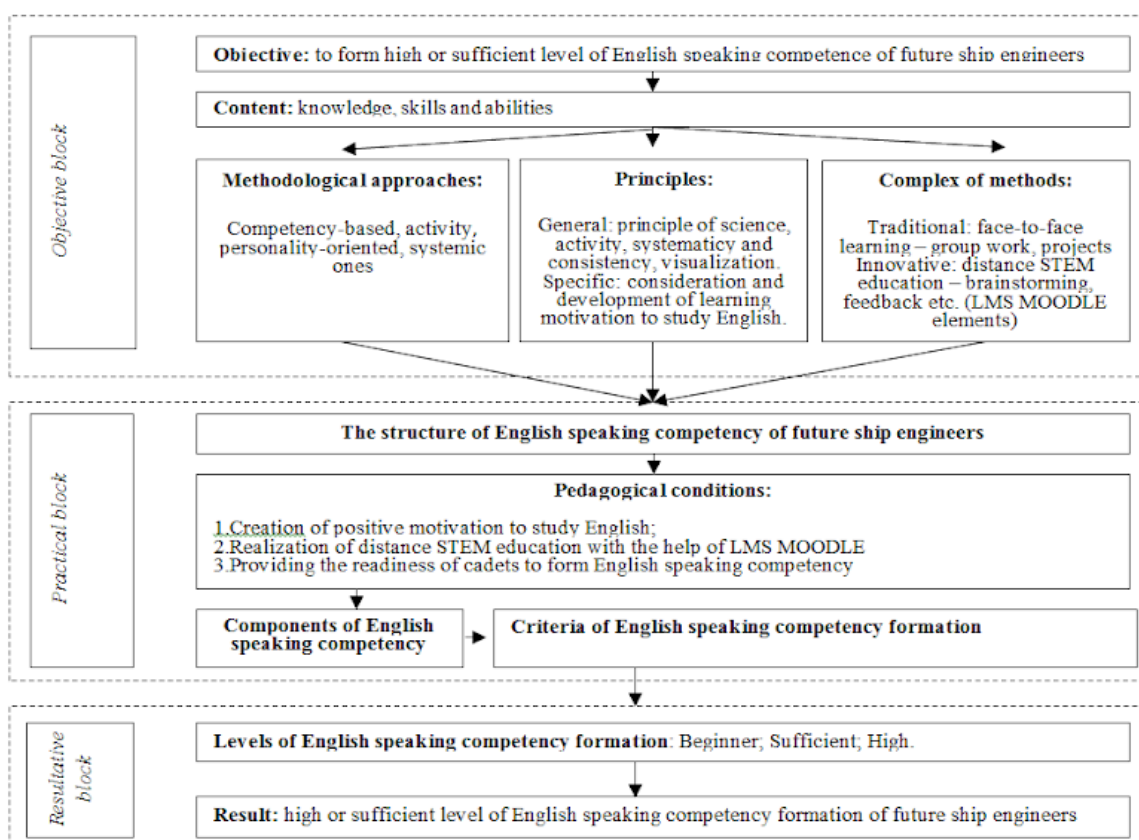 Objective block
Objective: to form high or sufficient level of English speaking competence of future ship engineers
Content: knowledge, skills and abilities
Methodological approaches:
Competency-based, activity,
personality-oriented, systemic
ones
Principles:
General: principle of science,
activity, systematicy and
consistency, visualization.
Specific: consideration and
development of learning
motivation to study English.
Complex of methods:
Traditional: face-to-face
learning – group work, projects
Innovative: distance STEM
education – brainstorming,
feedback etc. (LMS MOODLE
elements)
Practical block
The structure of English speaking competency of future ship engineers
Pedagogical conditions:
1.Creation of positive motivation to study English;
2.Realization of distance STEM education with the help of LMS MOODLE
3.Providing the readiness of cadets to form English speaking competency
Components of English
speaking competency
Criteria of English speaking competency formation
Resultative
block
Levels of English speaking competency formation: Beginner; Sufficient; High.
Result: high or sufficient level of English speaking competency formation of future ship engineers